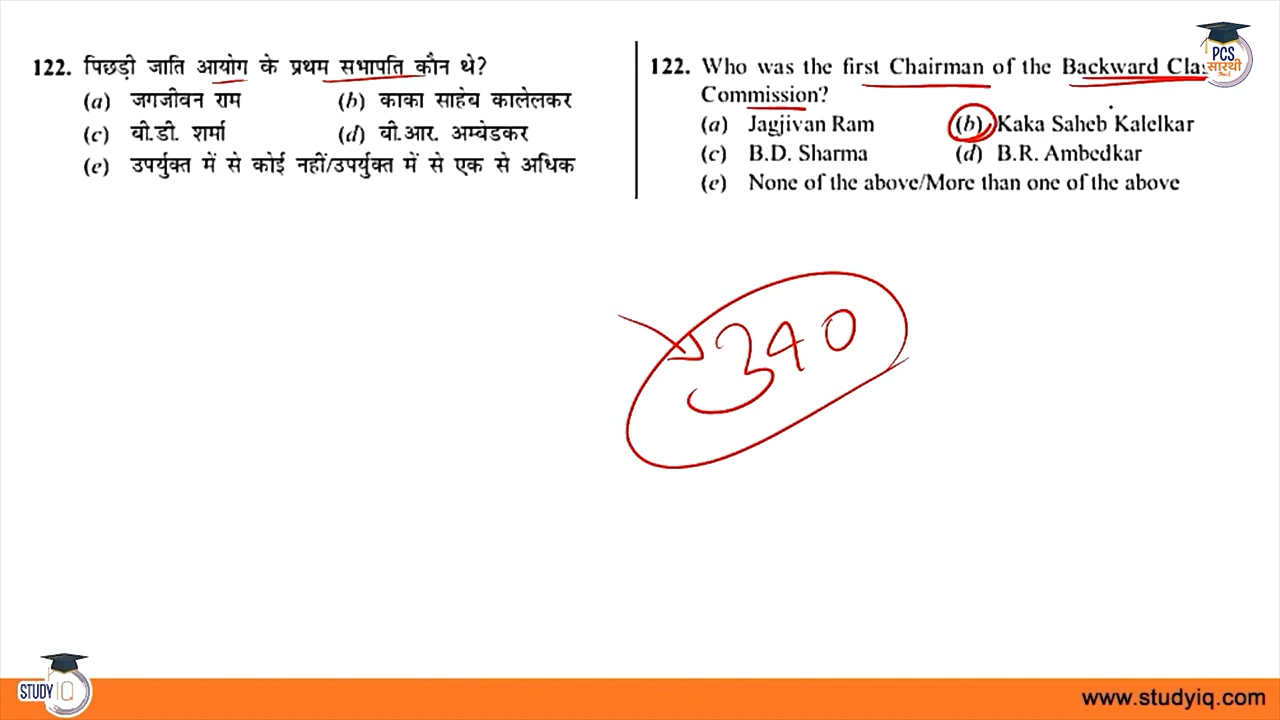 122. पिछड़ी जाति आयोग के प्रथम सभापति कौन थे?
(a) जगजीवन राम (b) काका साहेब कालेलकर
(c) बी.डी. शर्मा (d) बी.आर. अम्बेडकर
(e) उपर्युक्त में से कोई नहीं/उपर्युक्त में से एक से अधिक
122. Who was the first Chairman of the Backward Clas
Commission?
(a) Jagjivan Ram (b) Kaka Saheb Kalelkar
(c) B.D. Sharma (d) B.R. Ambedkar
(e) None of the above/More than one of the above
PCS
सारथी
340
STUDY IQ
www.studyiq.com